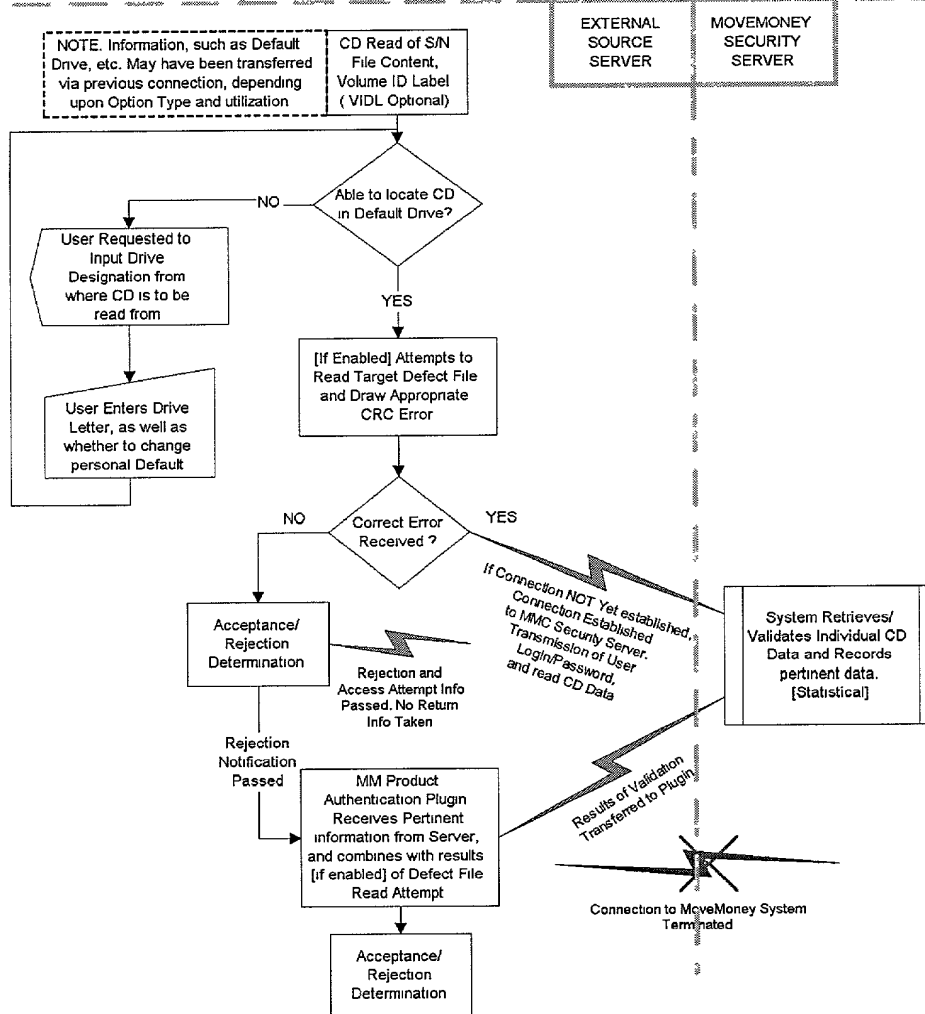 EXTERNAL
SOURCE
SERVER
MOVEMONEY
SECURITY
SERVER
NOTE. Information, such as Default
Drive, etc. May have been transferred
via previous connection, depending
upon Option Type and utilization
CD Read of S/N
File Content,
Volume ID Label
( VIDL Optional)
Able to locate CD
in Default Drive?
NO
YES
User Requested to
Input Drive
Designation from
where CD is to be
read from
User Enters Drive
Letter, as well as
whether to change
personal Default
[If Enabled] Attempts to
Read Target Defect File
and Draw Appropriate
CRC Error
Correct Error
Received ?
NO
YES
If Connection NOT Yet established,
Connection Established
to MMC Security Server.
Transmission of User
Login/Password,
and read CD Data
System Retrieves/
Validates Individual CD
Data and Records
pertinent data.
[Statistical]
Acceptance/
Rejection
Determination
Rejection and
Access Attempt Info
Passed. No Return
Info Taken
Rejection
Notification
Passed
MM Product
Authentication Plugin
Receives Pertinent
information from Server,
and combines with results
[if enabled] of Defect File
Read Attempt
Results of Validation
Transferred to Plugin
Connection to MoveMoney System
Terminated
Acceptance/
Rejection
Determination